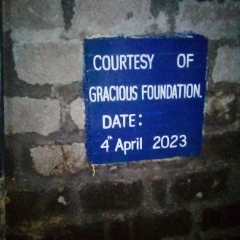 COURTESY OF
GRACIOUS FOUNDATION.
DATE:
4th April 2023